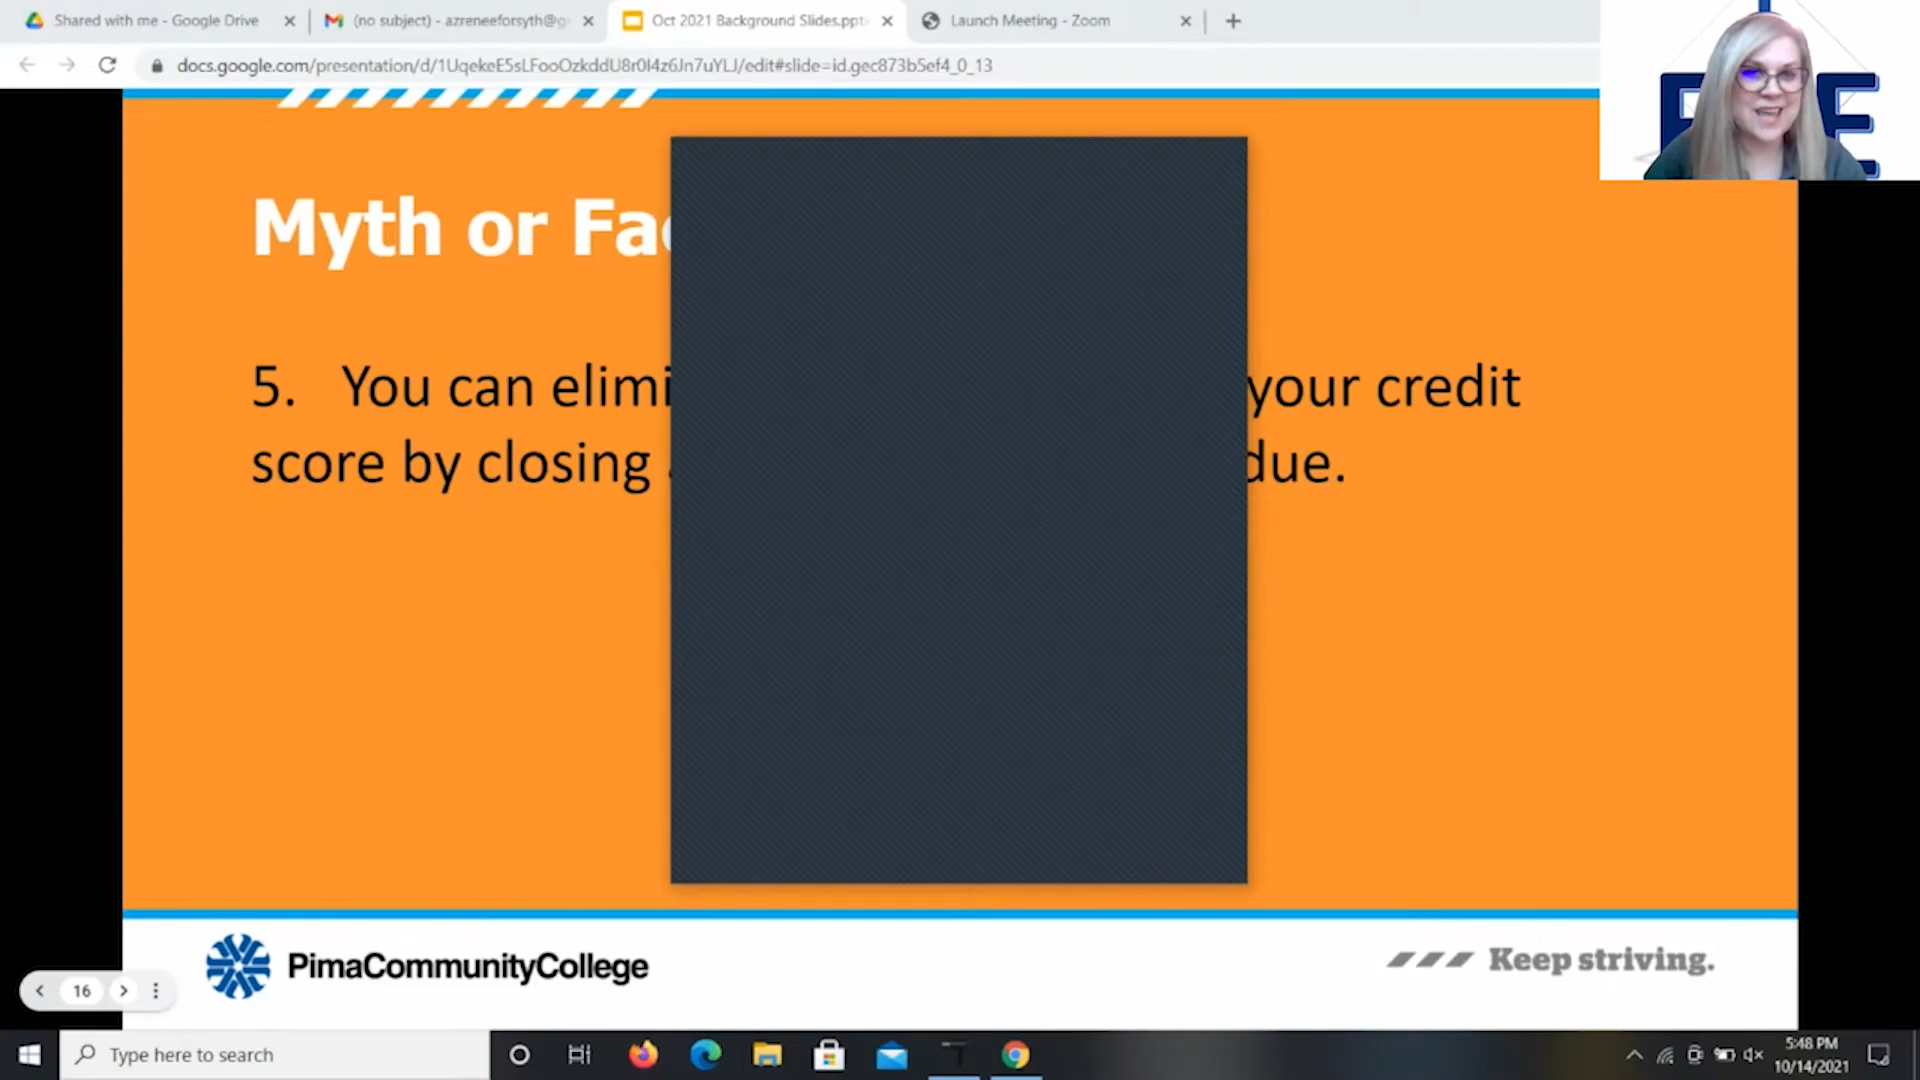 Shared with me - Google Drive
(no subject) - azreneeforsyth@g
Oct 2021 Background Slides.pptx
Launch Meeting - Zoom
docs.google.com/presentation/d/1UqekeE5sLFooOzkddU8r0l4z6Jn7uYLJ/edit#slide=id.gec873b5ef4_0_13
Myth or Fac
5. You can elimi your credit
score by closing due.
PimaCommunityCollege
Keep striving.
16
Type here to search
5:48 PM
10/14/2021